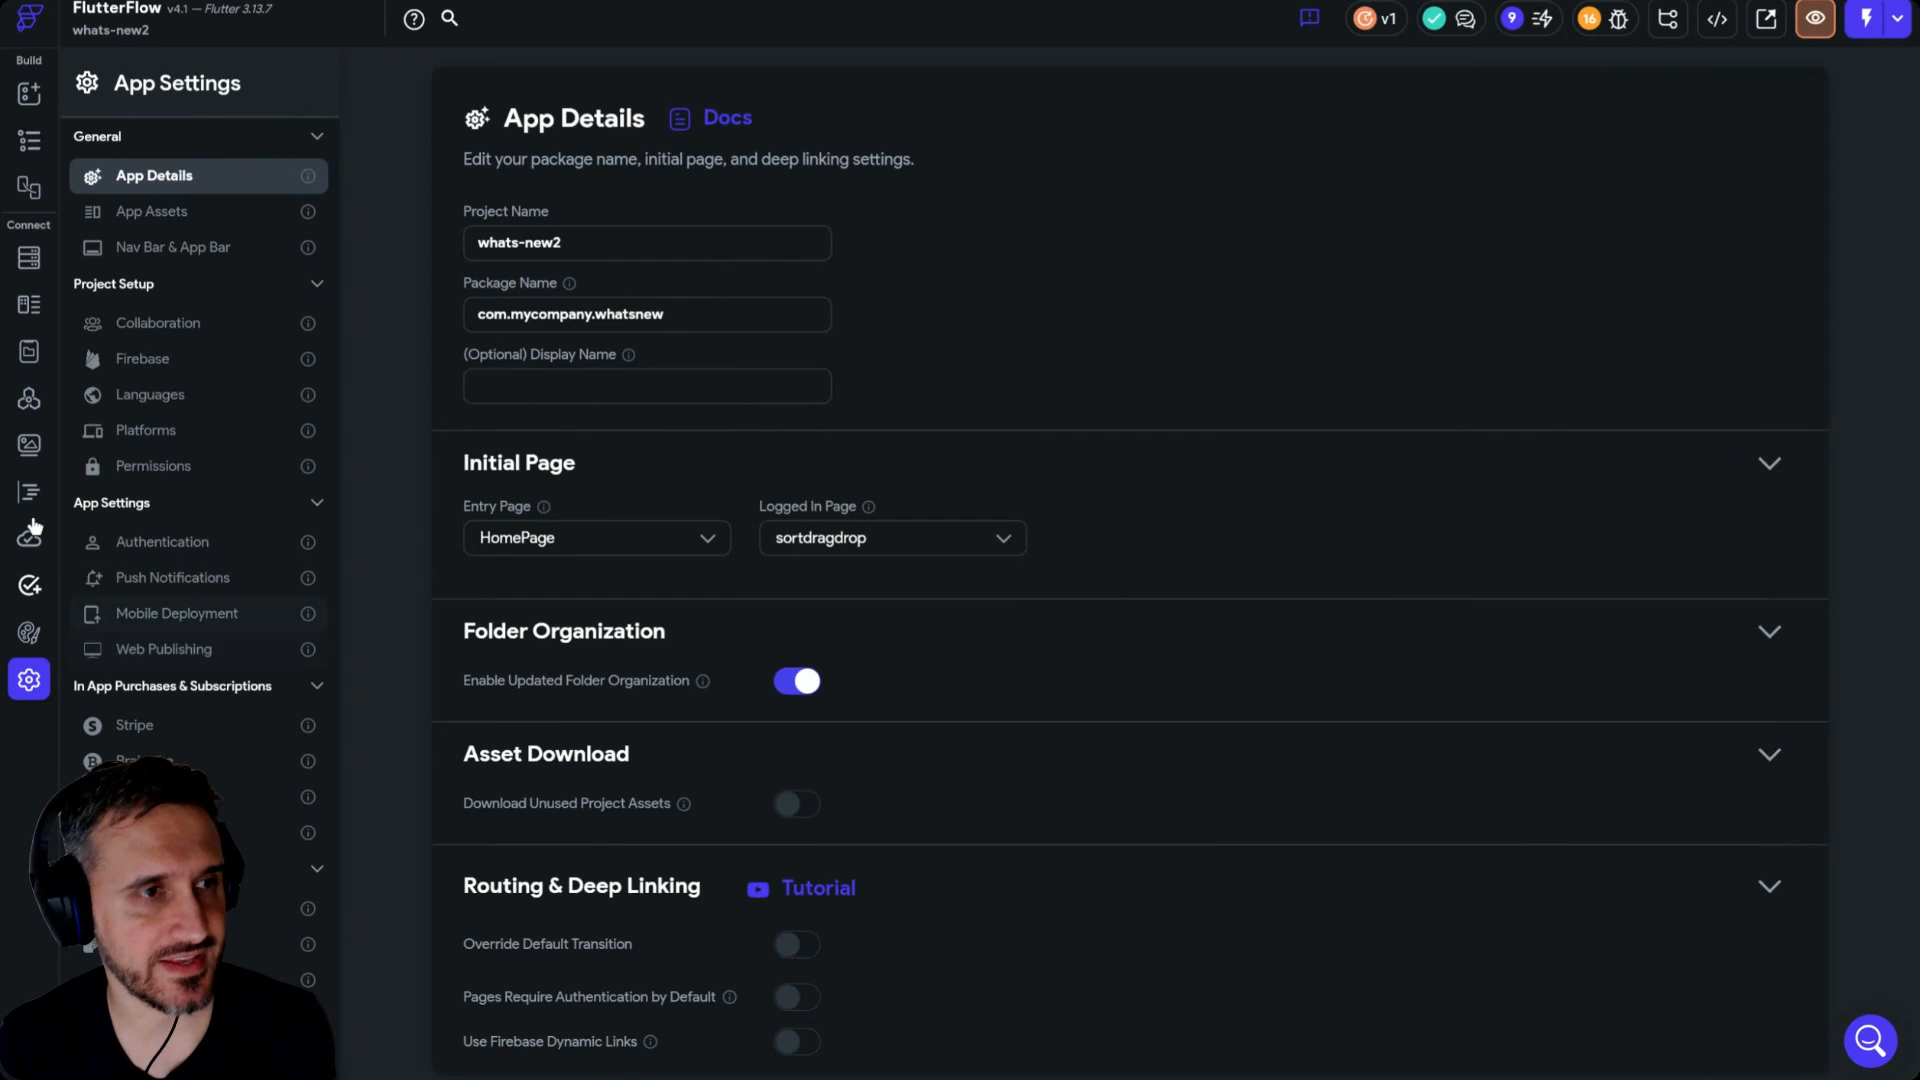 FlutterFlow v4.1 — Flutter 3.13.7
whats-new2
v1
9
16
Build
Connect
App Settings
General
App Details
App Assets
Nav Bar & App Bar
Project Setup
Collaboration
Firebase
Languages
Platforms
Permissions
App Settings
Authentication
Push Notifications
Mobile Deployment
Web Publishing
In App Purchases & Subscriptions
Stripe
App Details
Docs
Edit your package name, initial page, and deep linking settings.
Project Name
whats-new2
Package Name
com.mycompany.whatsnew
(Optional) Display Name
Initial Page
Entry Page
Logged In Page
HomePage
sortdragdrop
Folder Organization
Enable Updated Folder Organization
Asset Download
Download Unused Project Assets
Routing & Deep Linking
Tutorial
Override Default Transition
Pages Require Authentication by Default
Use Firebase Dynamic Links